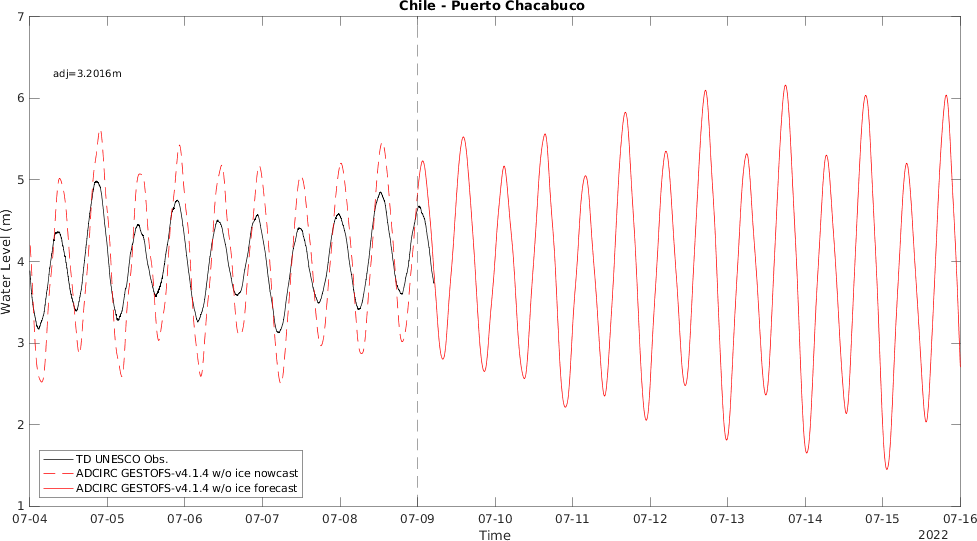 Chile - Puerto Chacabuco
7
adj=3.2016m
6
5
4
3
2
1
Water Level (m)
TD UNESCO Obs.
ADCIRC GESTOFS-v4.1.4 w/o ice nowcast
ADCIRC GESTOFS-v4.1.4 w/o ice forecast
07-04 07-05 07-06 07-07 07-08 07-09 07-10 07-11 07-12 07-13 07-14 07-15 07-16
Time
2022